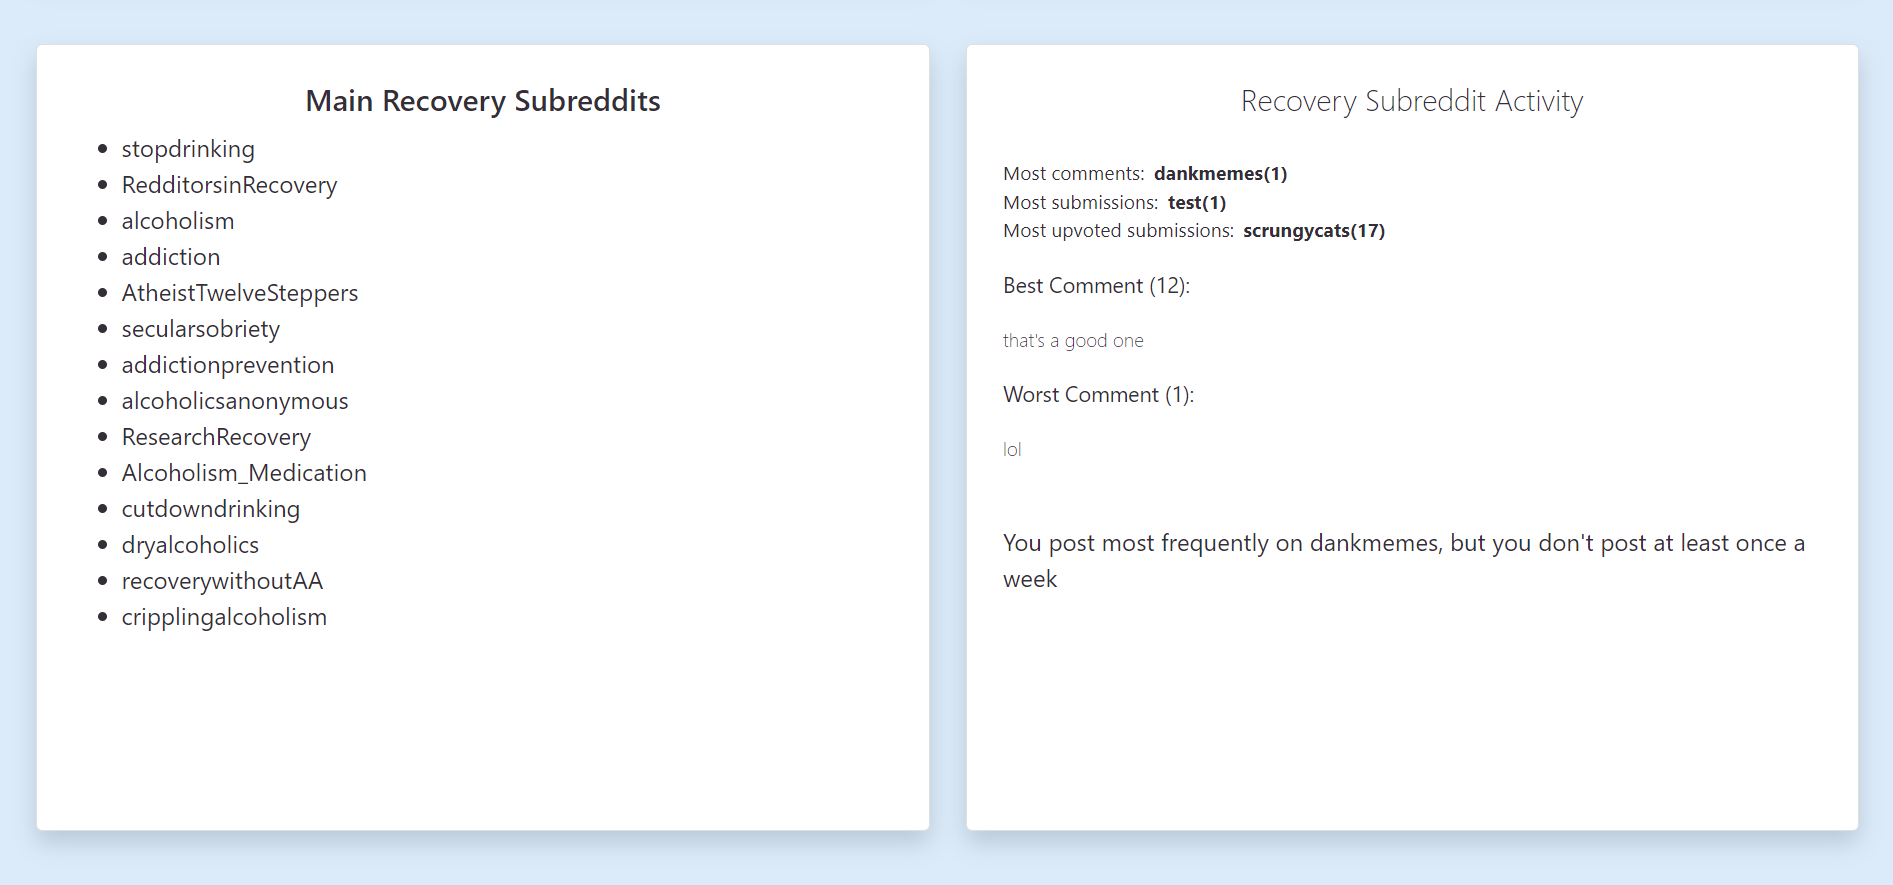 Main Recovery Subreddits
stopdrinking
RedditorsinRecovery
alcoholism
addiction
AtheistTwelveSteppers
secularsobriety
addictionprevention
alcoholicsanonymous
ResearchRecovery
Alcoholism_Medication
cutdowndrinking
dryalcoholics
recoverywithoutAA
cripplingalcoholism
Recovery Subreddit Activity
Most comments: dankmemes(1)
Most submissions: test(1)
Most upvoted submissions: scrungycats(17)
Best Comment (12):
that's a good one
Worst Comment (1):
lol
You post most frequently on dankmemes, but you don't post at least once a
week